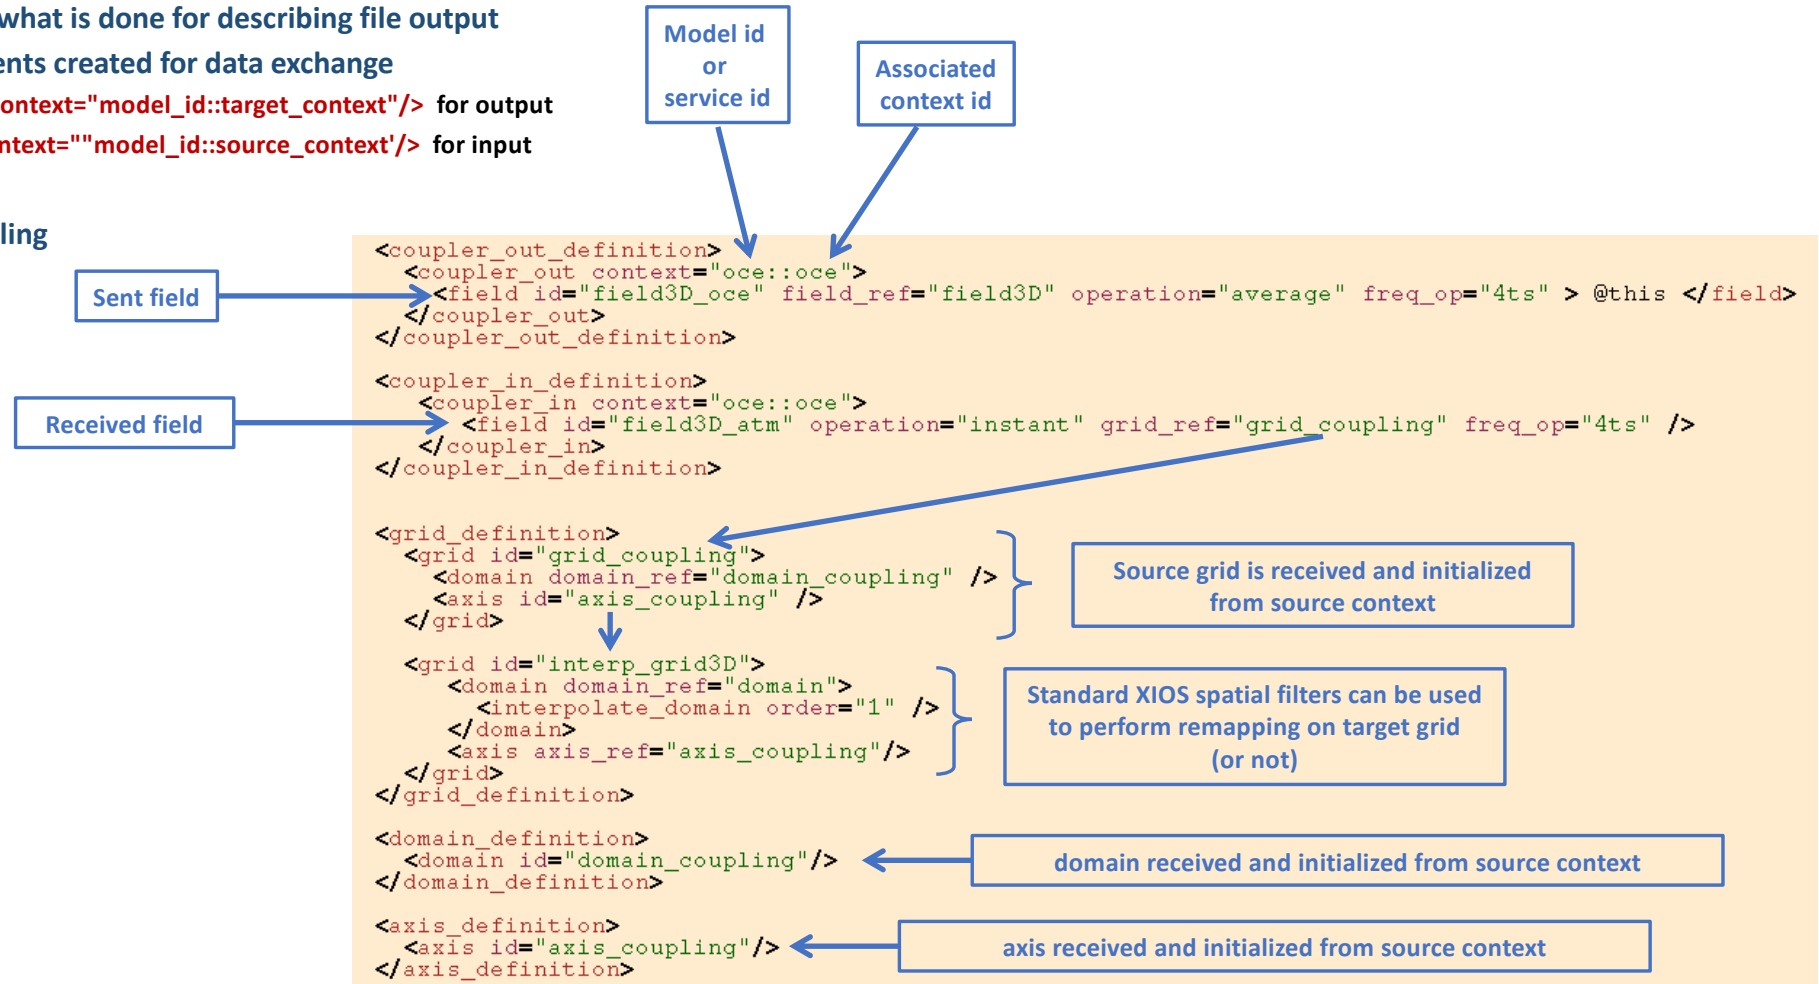 what is done for describing file output
ents created for data exchange
ontext="model_id::target_context"/> for output
ntext=""model_id::source_context'/> for input
ling
Model id
or
service id
Associated
context id
Sent field
Received field
<coupler_out_definition>
<coupler_out context="oce::oce">
<field id="field3D_oce" field_ref="field3D" operation="average" freq_op="4ts" > @this </field>
</coupler_out>
</coupler_out_definition>
<coupler_in_definition>
<coupler_in context="oce::oce">
<field id="field3D_atm" operation="instant" grid_ref="grid_coupling" freq_op="4ts" />
</coupler_in>
</coupler_in_definition>
<grid_definition>
<grid id="grid_coupling">
<domain domain_ref="domain_coupling" />
<axis id="axis_coupling" />
</grid>
Source grid is received and initialized
from source context
<grid id="interp_grid3D">
<domain domain_ref="domain">
<interpolate_domain order="1" />
</domain>
<axis axis_ref="axis_coupling"/>
</grid>
</grid_definition>
Standard XIOS spatial filters can be used
to perform remapping on target grid
(or not)
<domain_definition>
<domain id="domain_coupling"/>
</domain_definition>
domain received and initialized from source context
<axis_definition>
<axis id="axis_coupling"/>
</axis_definition>
axis received and initialized from source context